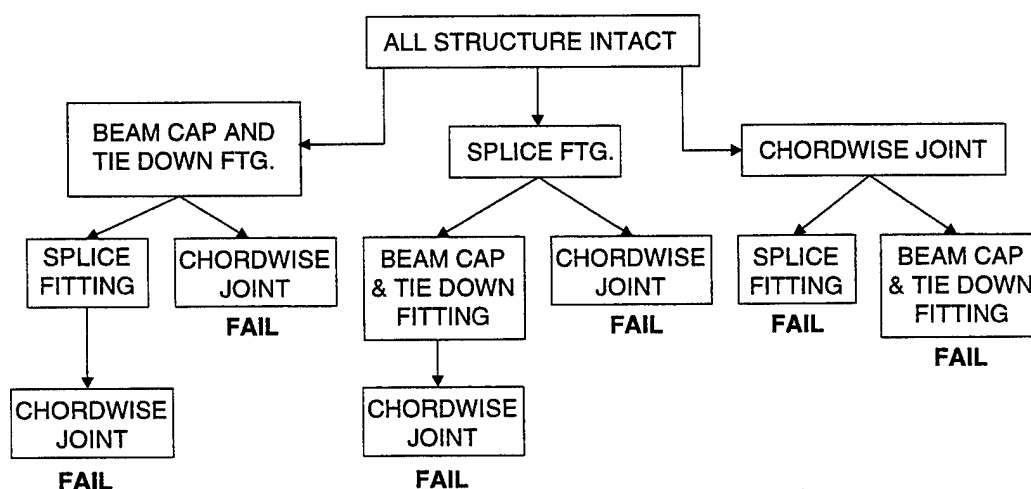 ALL STRUCTURE INTACT
BEAM CAP AND
TIE DOWN FTG.
SPLICE FTG.
CHORDWISE JOINT
SPLICE
FITTING
CHORDWISE
JOINT
FAIL
BEAM CAP
& TIE DOWN
FITTING
CHORDWISE
JOINT
FAIL
SPLICE
FITTING
FAIL
BEAM CAP
& TIE DOWN
FITTING
FAIL
CHORDWISE
JOINT
FAIL
CHORDWISE
JOINT
FAIL